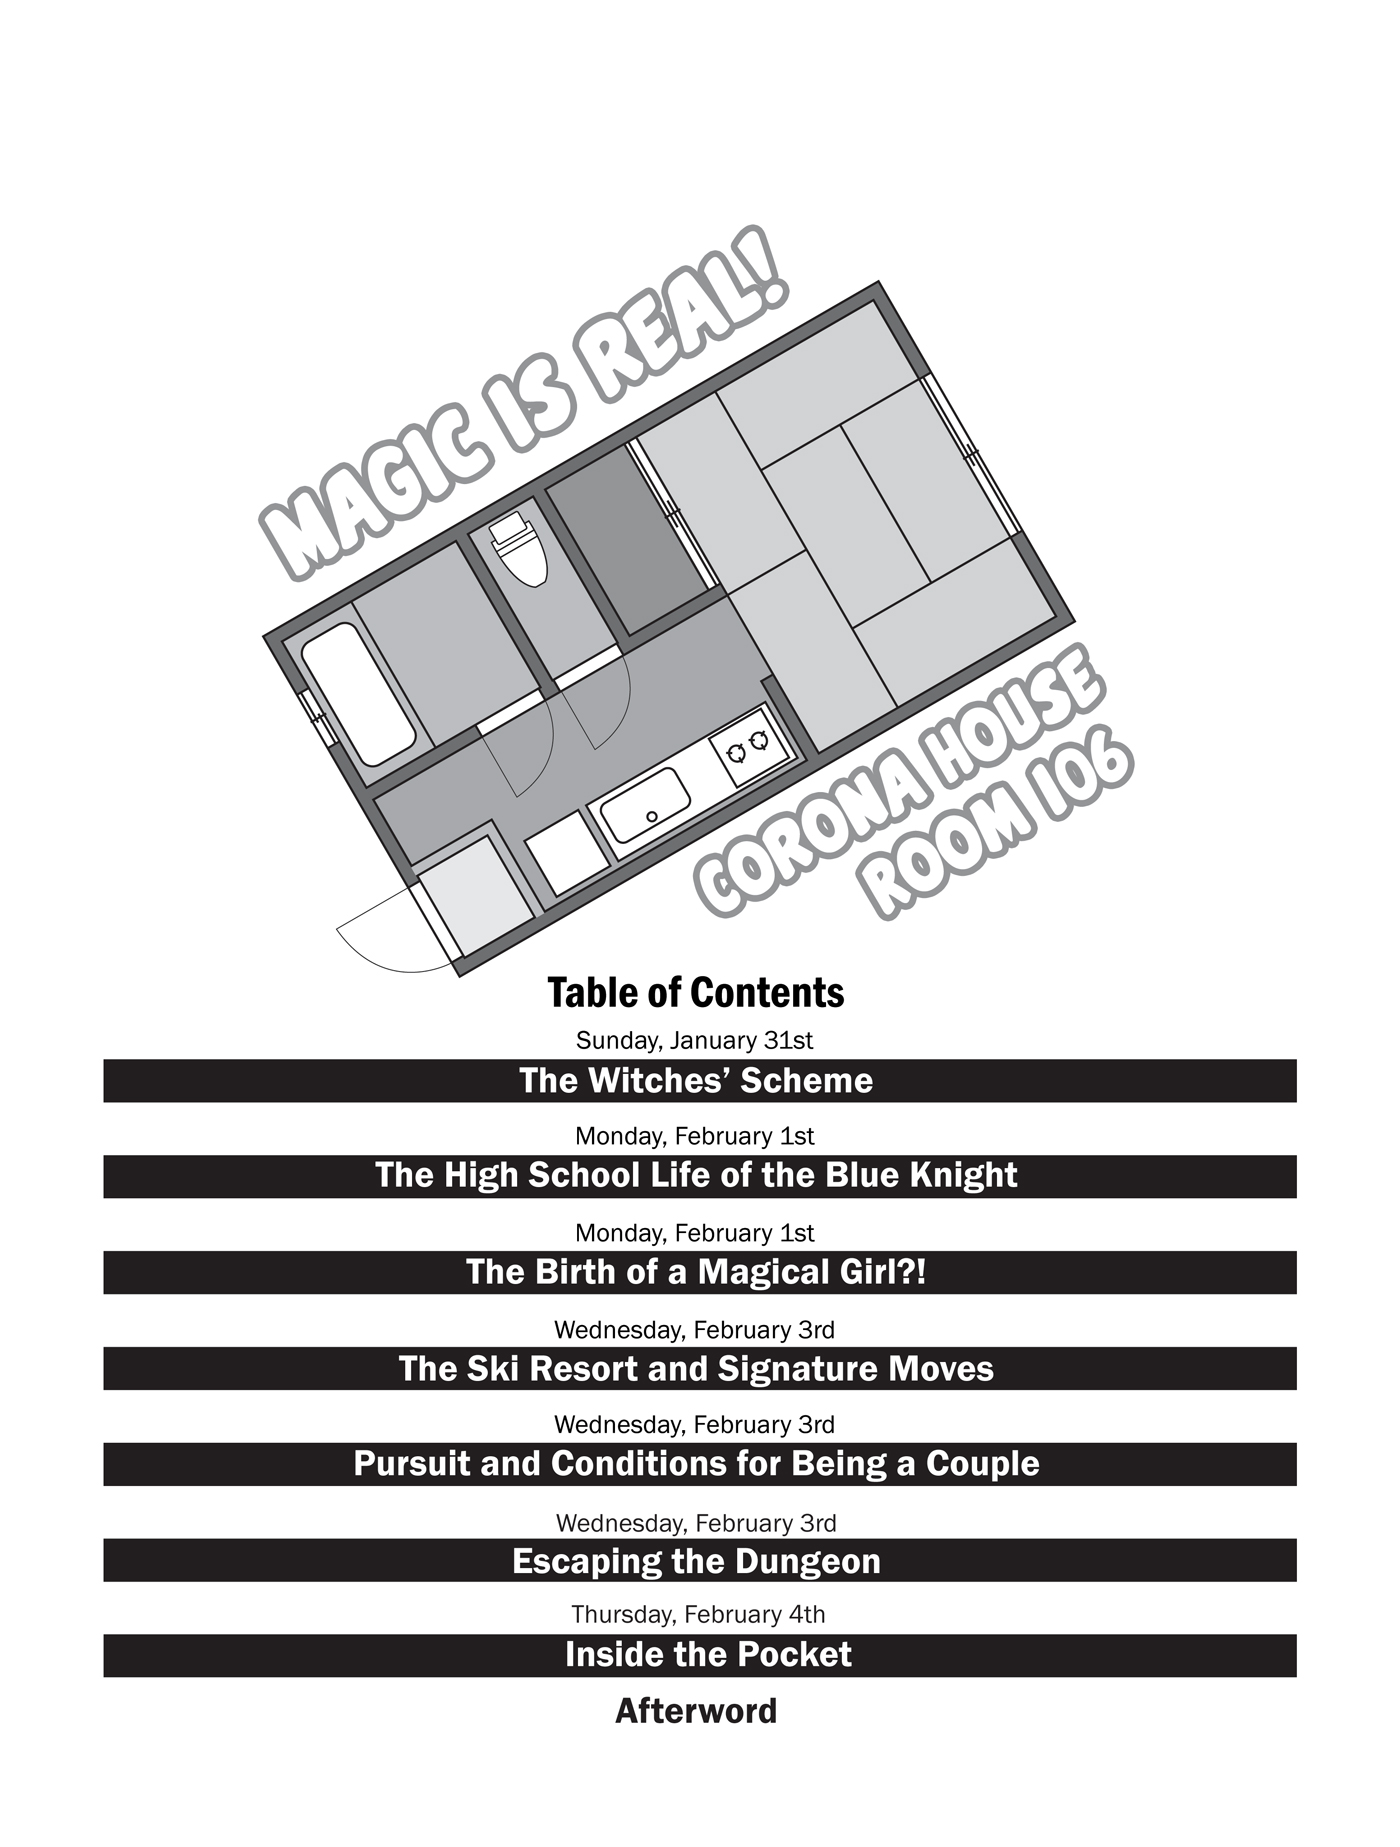 MAGIC IS REAL!
CORONA HOUSE
ROOM 106
Table of Contents
Sunday, January 31st
The Witches’ Scheme
Monday, February 1st
The High School Life of the Blue Knight
Monday, February 1st
The Birth of a Magical Girl?!
Wednesday, February 3rd
The Ski Resort and Signature Moves
Wednesday, February 3rd
Pursuit and Conditions for Being a Couple
Wednesday, February 3rd
Escaping the Dungeon
Thursday, February 4th
Inside the Pocket
Afterword